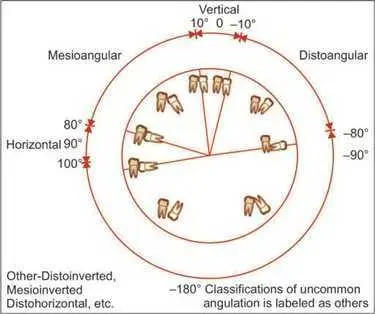 Vertical
10° 0 –10°
Mesioangular
Distoangular
80°
–80°
Horizontal 90°
–90°
100°
Other-Distoinverted,
Mesioinverted
Distohorizontal, etc.
–180° Classifications of uncommon
angulation is labeled as others